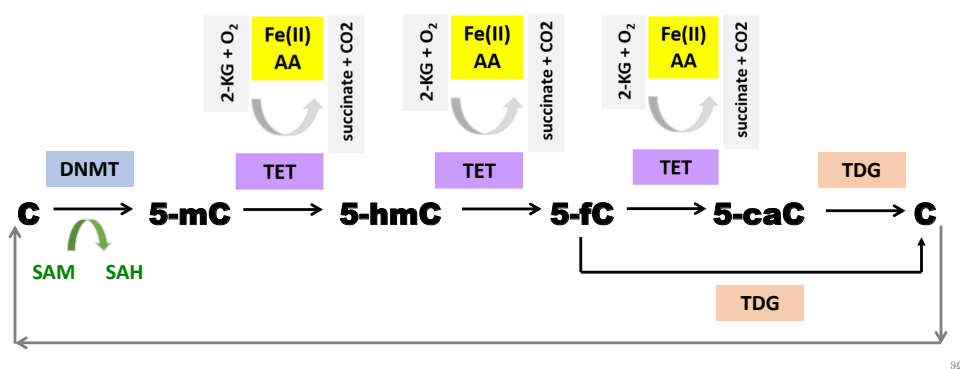 2-KG + O₂
Fe(II)
AA
succinate + CO2
2-KG + O₂
Fe(II)
AA
succinate + CO2
2-KG + O₂
Fe(II)
AA
succinate + CO2
DNMT
TET
TET
TET
TDG
C
5-mC
5-hmC
5-fC
5-caC
C
SAM
SAH
TDG